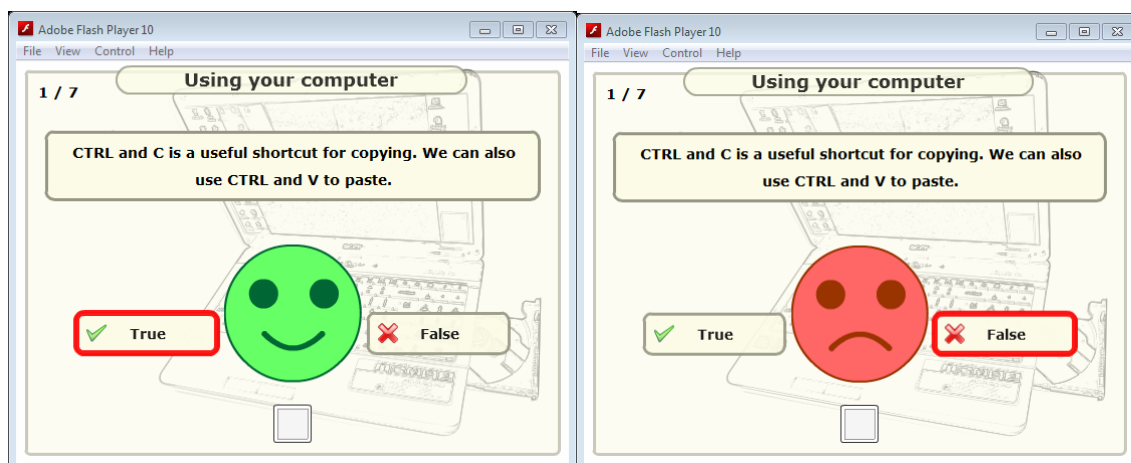 Adobe Flash Player 10
File View Control Help
Using your computer
1 / 7
CTRL and C is a useful shortcut for copying. We can also
use CTRL and V to paste.
True
False
Adobe Flash Player 10
File View Control Help
Using your computer
1 / 7
CTRL and C is a useful shortcut for copying. We can also
use CTRL and V to paste.
True
False